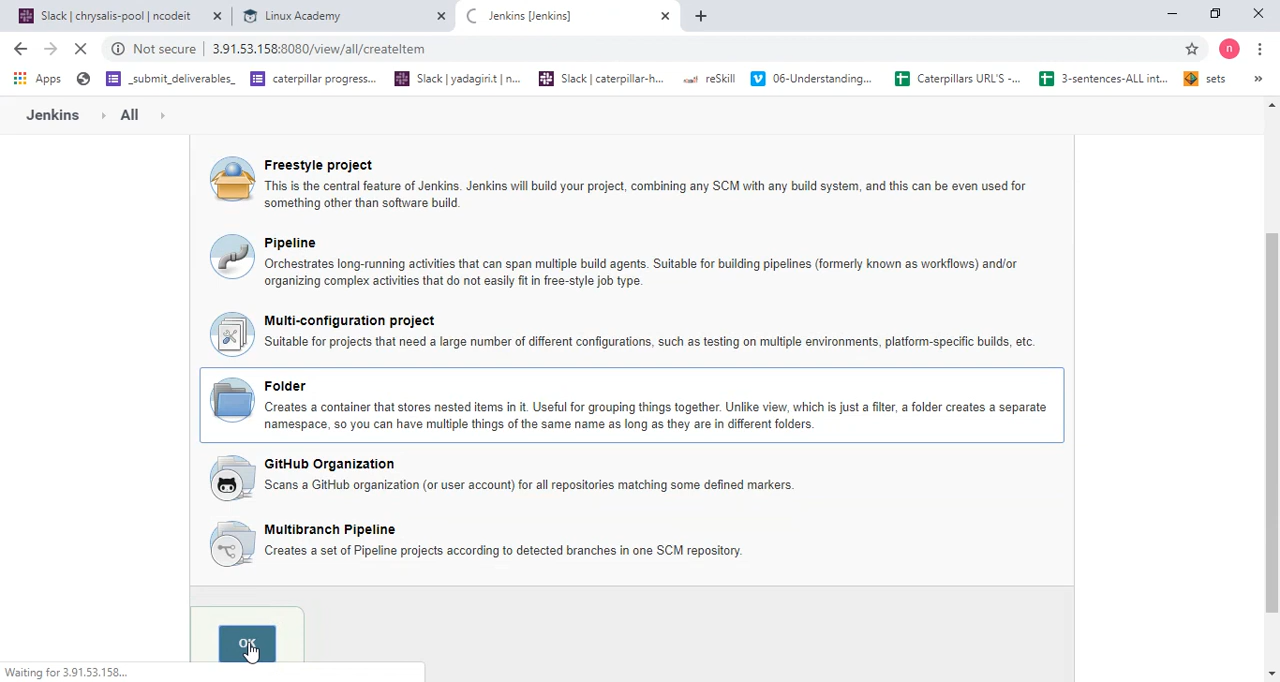 Slack | chrysalis-pool | ncodeit
Linux Academy
Jenkins [Jenkins]
Not secure
3.91.53.158:8080/view/all/createItem
n
Apps
_submit_deliverables_
caterpillar progress...
Slack | yadagiri.t | n...
Slack | caterpillar-h...
reSkill
06-Understanding...
Caterpillars URL'S -...
3-sentences-ALL int...
sets
»
Jenkins
All
Freestyle project
This is the central feature of Jenkins. Jenkins will build your project, combining any SCM with any build system, and this can be even used for
something other than software build.
Pipeline
Orchestrates long-running activities that can span multiple build agents. Suitable for building pipelines (formerly known as workflows) and/or
organizing complex activities that do not easily fit in free-style job type.
Multi-configuration project
Suitable for projects that need a large number of different configurations, such as testing on multiple environments, platform-specific builds, etc.
Folder
Creates a container that stores nested items in it. Useful for grouping things together. Unlike view, which is just a filter, a folder creates a separate
namespace, so you can have multiple things of the same name as long as they are in different folders.
GitHub Organization
Scans a GitHub organization (or user account) for all repositories matching some defined markers.
Multibranch Pipeline
Creates a set of Pipeline projects according to detected branches in one SCM repository.
OK
Waiting for 3.91.53.158...